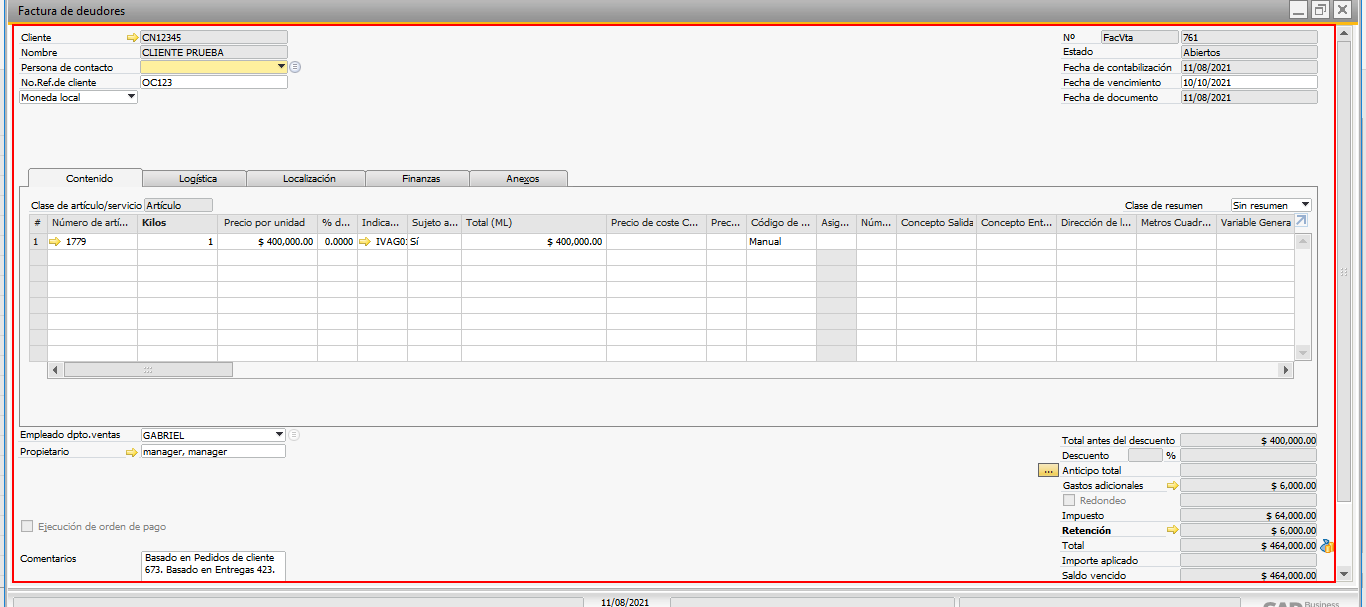 Factura de deudores
Cliente CN12345 Nº FacVta 761
Nombre CLIENTE PRUEBA Estado Abiertos
Persona de contacto Fecha de contabilización 11/08/2021
No.Ref.de cliente OC123 Fecha de vencimiento 10/10/2021
Moneda local Fecha de documento 11/08/2021
Contenido Logística Localización Finanzas Anexos
Clase de artículo/servicio Artículo Clase de resumen Sin resumen
# Número de artí... Kilos Precio por unidad % d... Indica... Sujeto a... Total (ML) Precio de coste C... Prec... Código de ... Asig... Núm... Concepto Salida Concepto Ent... Dirección de l... Metros Cuadr... Variable Genera
1 1779 1 $ 400,000.00 0.0000 IVAG01 Sí $ 400,000.00 Manual
Empleado dpto.ventas GABRIEL
Propietario manager, manager
Total antes del descuento $ 400,000.00
Descuento %
... Anticipo total
Gastos adicionales $ 6,000.00
Redondeo
Impuesto $ 64,000.00
Ejecución de orden de pago
Retención $ 6,000.00
Total $ 464,000.00
Comentarios Basado en Pedidos de cliente
673. Basado en Entregas 423.
Importe aplicado
Saldo vencido $ 464,000.00
11/08/2021
SAP Business